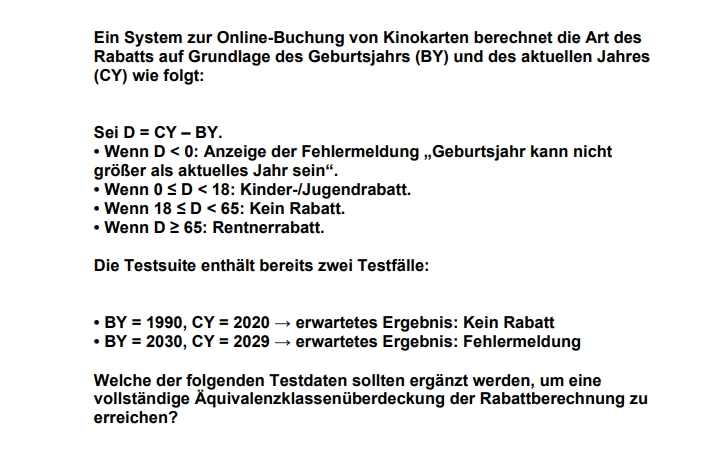 Ein System zur Online-Buchung von Kinokarten berechnet die Art des
Rabatts auf Grundlage des Geburtsjahrs (BY) und des aktuellen Jahres
(CY) wie folgt:
Sei D = CY – BY.
• Wenn D < 0: Anzeige der Fehlermeldung „Geburtsjahr kann nicht
größer als aktuelles Jahr sein“.
• Wenn 0 ≤ D < 18: Kinder-/Jugendrabatt.
• Wenn 18 ≤ D < 65: Kein Rabatt.
• Wenn D ≥ 65: Rentnerrabatt.
Die Testsuite enthält bereits zwei Testfälle:
• BY = 1990, CY = 2020 → erwartetes Ergebnis: Kein Rabatt
• BY = 2030, CY = 2029 → erwartetes Ergebnis: Fehlermeldung
Welche der folgenden Testdaten sollten ergänzt werden, um eine
vollständige Äquivalenzklassenüberdeckung der Rabattberechnung zu
erreichen?